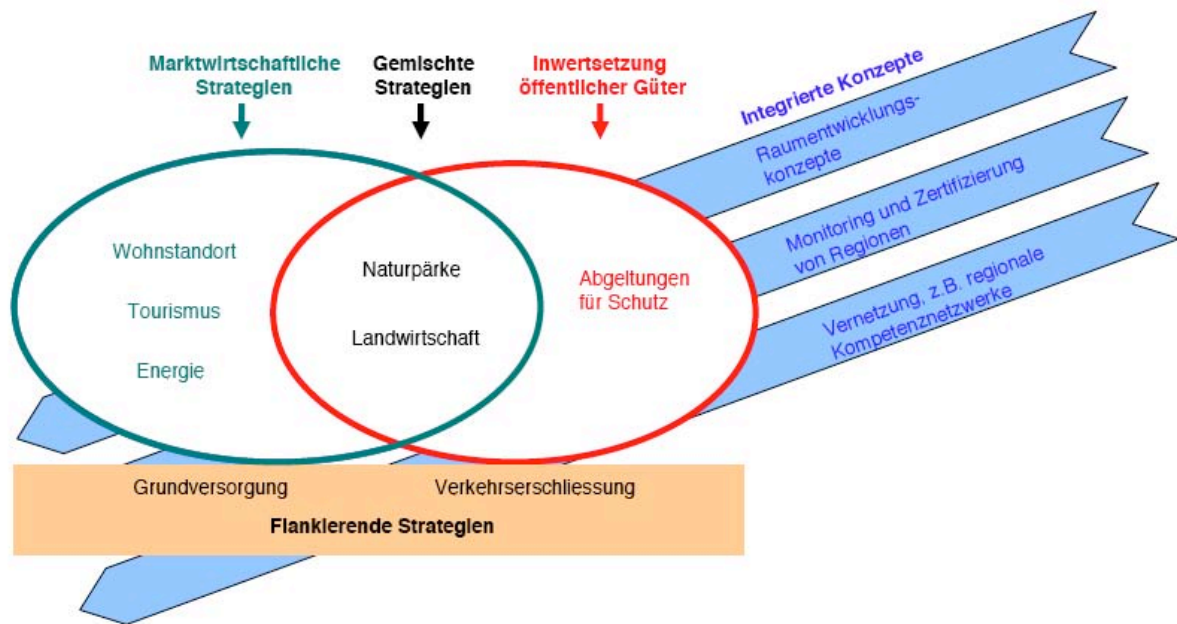 Marktwirtschaftliche
Strategien
Gemischte
Strategien
Inwertsetzung
öffentlicher Güter
Integrierte Konzepte
Raumentwicklungs-
konzepte
Monitoring und Zertifizierung
von Regionen
Vernetzung, z.B. regionale
Kompetenznetzwerke
Wohnstandort
Tourismus
Energie
Naturpärke
Landwirtschaft
Abgeltungen
für Schutz
Grundversorgung
Verkehrserschliessung
Flankierende Strategien